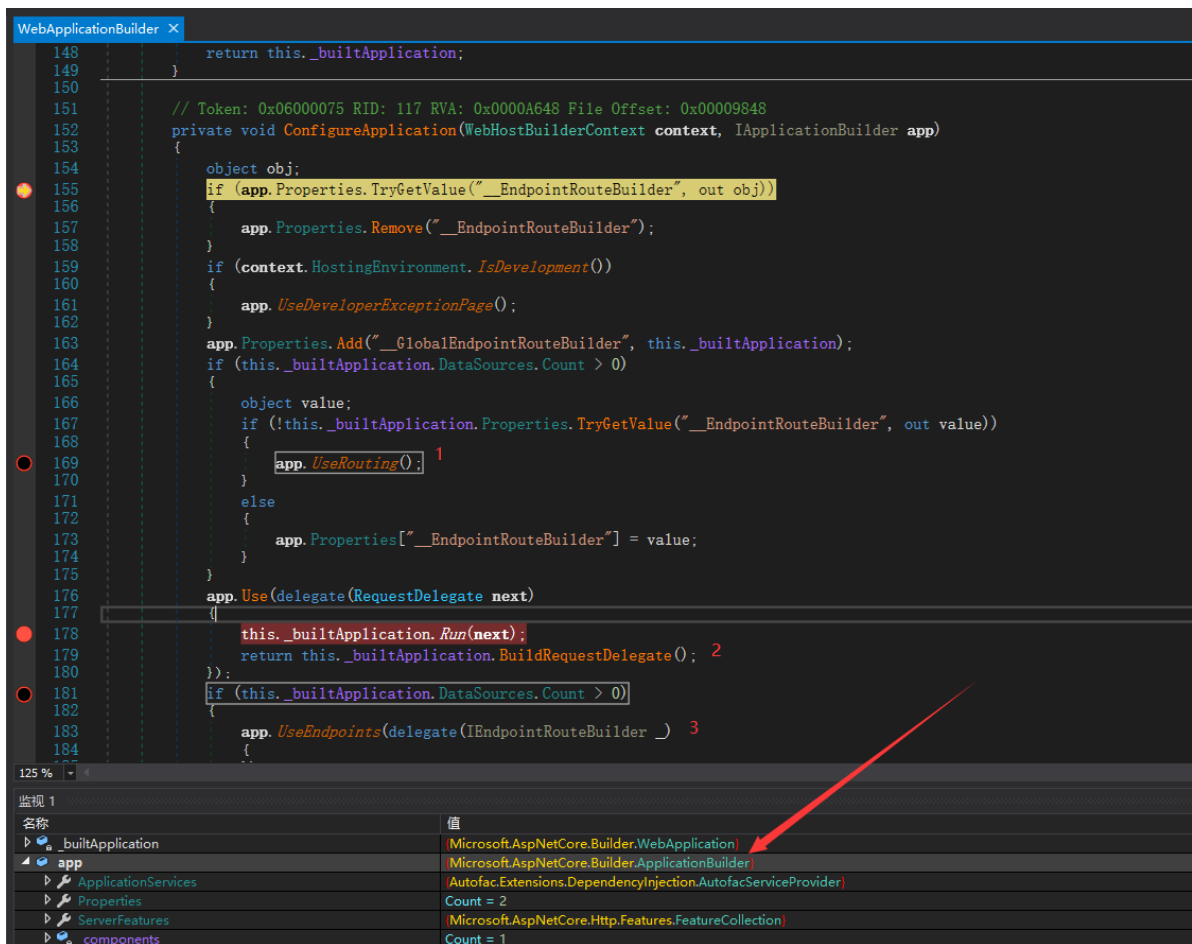 WebApplicationBuilder ×
148 return this._builtApplication;
149 }
150
151 // Token: 0x06000075 RID: 117 RVA: 0x0000A648 File Offset: 0x00009848
152 private void ConfigureApplication(WebHostBuilderContext context, IApplicationBuilder app)
153 {
154 object obj;
155 if (app.Properties.TryGetValue("__EndpointRouteBuilder", out obj))
156 {
157 app.Properties.Remove("__EndpointRouteBuilder");
158 }
159 if (context.HostingEnvironment.IsDevelopment())
160 {
161 app.UseDeveloperExceptionPage();
162 }
163 app.Properties.Add("__GlobalEndpointRouteBuilder", this._builtApplication);
164 if (this._builtApplication.DataSources.Count > 0)
165 {
166 object value;
167 if (!this._builtApplication.Properties.TryGetValue("__EndpointRouteBuilder", out value))
168 {
169 app.UseRouting(); 1
170 }
171 else
172 {
173 app.Properties["__EndpointRouteBuilder"] = value;
174 }
175 }
176 app.Use(delegate(RequestDelegate next)
177 {
178 this._builtApplication.Run(next);
179 return this._builtApplication.BuildRequestDelegate(); 2
180 });
181 if (this._builtApplication.DataSources.Count > 0)
182 {
183 app.UseEndpoints(delegate(IEndpointRouteBuilder _) 3
184 {
125 %
监视 1
名称 值
_builtApplication {Microsoft.AspNetCore.Builder.WebApplication}
app {Microsoft.AspNetCore.Builder.ApplicationBuilder}
ApplicationServices {Autofac.Extensions.DependencyInjection.AutofacServiceProvider}
Properties Count = 2
ServerFeatures {Microsoft.AspNetCore.Http.Features.FeatureCollection}
_components Count = 1